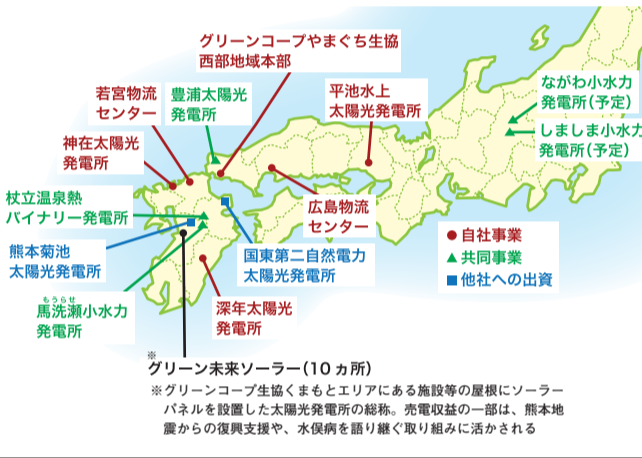 グリーンコープやまぐち生協
西部地域本部
若宮物流
センター
豊浦太陽光
発電所
平池水上
太陽光発電所
ながわ小水力
発電所(予定)
しましま小水力
発電所(予定)
神在太陽光
発電所
杖立温泉熱
バイナリー発電所
広島物流
センター
熊本菊池
太陽光発電所
国東第二自然電力
太陽光発電所
●自社事業
▲共同事業
■他社への出資
もうらせ
馬洗瀬小水力
発電所
深年太陽光
発電所
※
グリーン未来ソーラー(10ヵ所)
※グリーンコープ生協くまもとエリアにある施設等の屋根にソーラー
パネルを設置した太陽光発電所の総称。売電収益の一部は、熊本地
震からの復興支援や、水俣病を語り継ぐ取り組みに活かされる